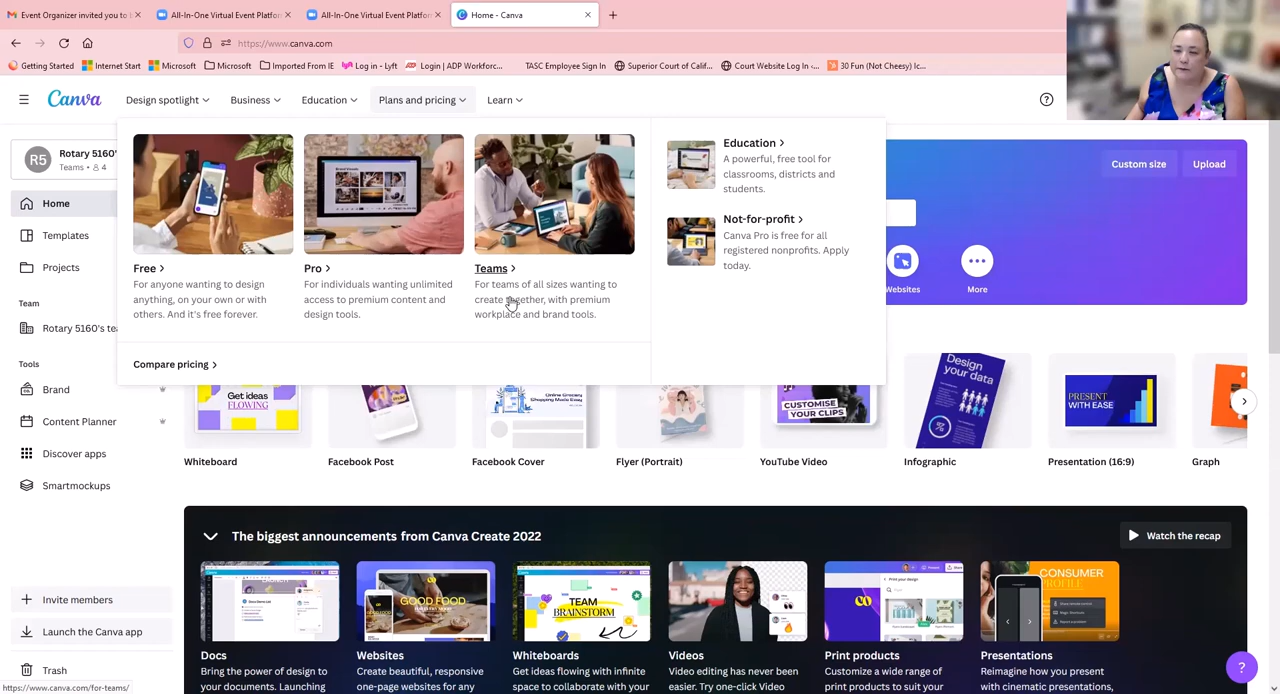 Event Organizer invited you to t
All-In-One Virtual Event Platfor
All-In-One Virtual Event Platfor
Home - Canva
https://www.canva.com
Getting Started
Internet Start
Microsoft
Microsoft
Imported From IE
Log in - Lyft
Login | ADP Workforc...
TASC Employee Sign In
Superior Court of Calif...
Court Website Log In -...
30 Fun (Not Cheesy) Ic...
Canva
Design spotlight
Business
Education
Plans and pricing
Learn
R5
Rotary 5160'
Teams • 4
Home
Templates
Projects
Team
Rotary 5160's tea
Tools
Brand
Content Planner
Discover apps
Smartmockups
Invite members
Launch the Canva app
Trash
https://www.canva.com/for-teams/
Free
For anyone wanting to design
anything, on your own or with
others. And it's free forever.
Pro
For individuals wanting unlimited
access to premium content and
design tools.
Teams
For teams of all sizes wanting to
create together, with premium
workplace and brand tools.
Compare pricing
Education
A powerful, free tool for
classrooms, districts and
students.
Not-for-profit
Canva Pro is free for all
registered nonprofits. Apply
today.
Custom size
Upload
Websites
More
Get ideas
FLOWING
Online Grocery
Shopping Made Easy
CUSTOMISE
YOUR CLIPS
Design
your data
PRESENT
WITH EASE
Whiteboard
Facebook Post
Facebook Cover
Flyer (Portrait)
YouTube Video
Infographic
Presentation (16:9)
Graph
The biggest announcements from Canva Create 2022
Watch the recap
GOOD FOOD
TEAM
BRAINSTORM
Print your design
CONSUMER
PROFILE
Docs
Bring the power of design to
your documents. Launching
Websites
Create beautiful, responsive
one-page websites for any
Whiteboards
Get ideas flowing with infinite
space to collaborate with your
Videos
Video editing has never been
easier. Try one-click Video
Print products
Customize a wide range of
print products to suit your
Presentations
Reimagine how you present
with cinematic presentations,
?